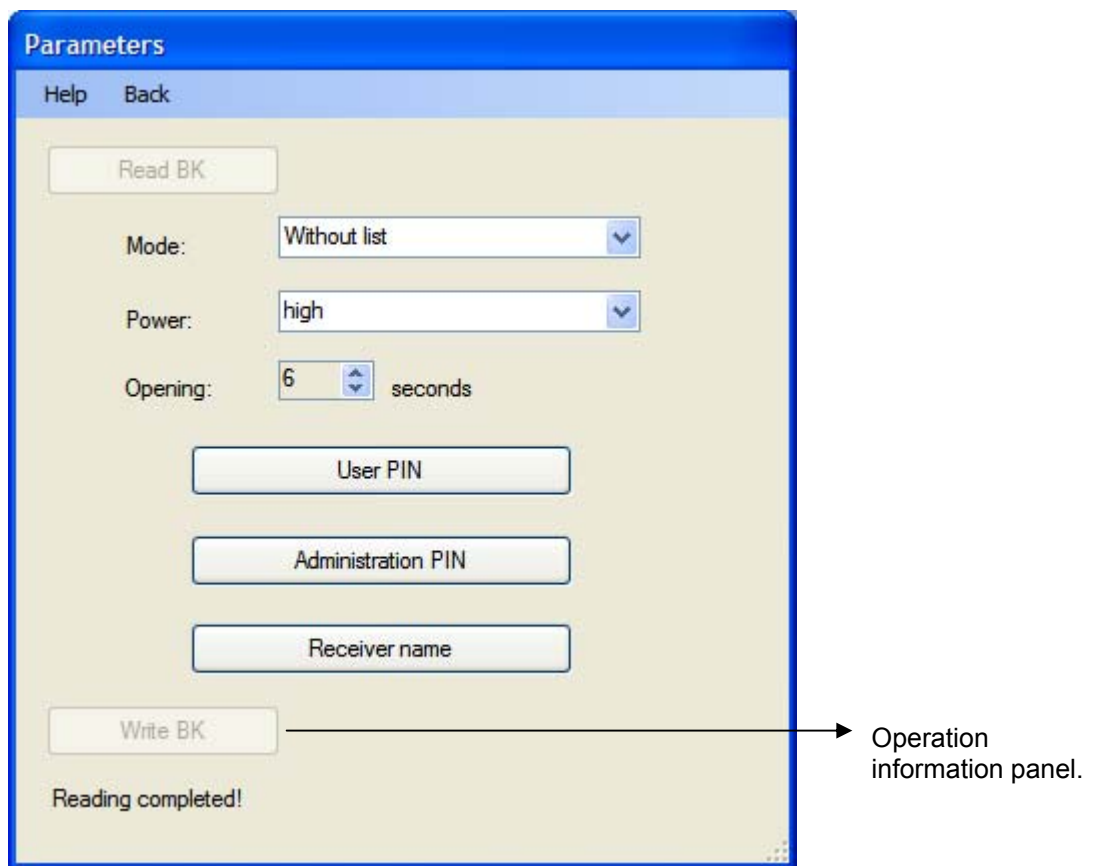 Parameters
Help Back
Read BK
Mode: Without list
Power: high
Opening: 6 seconds
User PIN
Administration PIN
Receiver name
Write BK
Operation
information panel.
Reading completed!